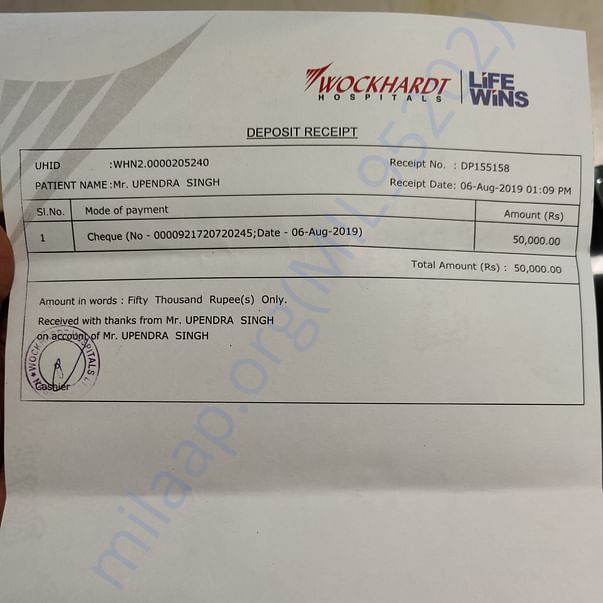 WOCKHARDT
HOSPITALS
LiFE
WiNS
DEPOSIT RECEIPT
UHID :WHN2.0000205240 Receipt No. : DP155158
PATIENT NAME:Mr. UPENDRA SINGH Receipt Date: 06-Aug-2019 01:09 PM
Sl.No. Mode of payment Amount (Rs)
1 Cheque (No - 0000921720720245;Date - 06-Aug-2019) 50,000.00
Total Amount (Rs) : 50,000.00
Amount in words : Fifty Thousand Rupee(s) Only.
Received with thanks from Mr. UPENDRA SINGH
on account of Mr. UPENDRA SINGH
WOCKHARDT HOSPITALS
Cashier
milaap.org(MIL95202)